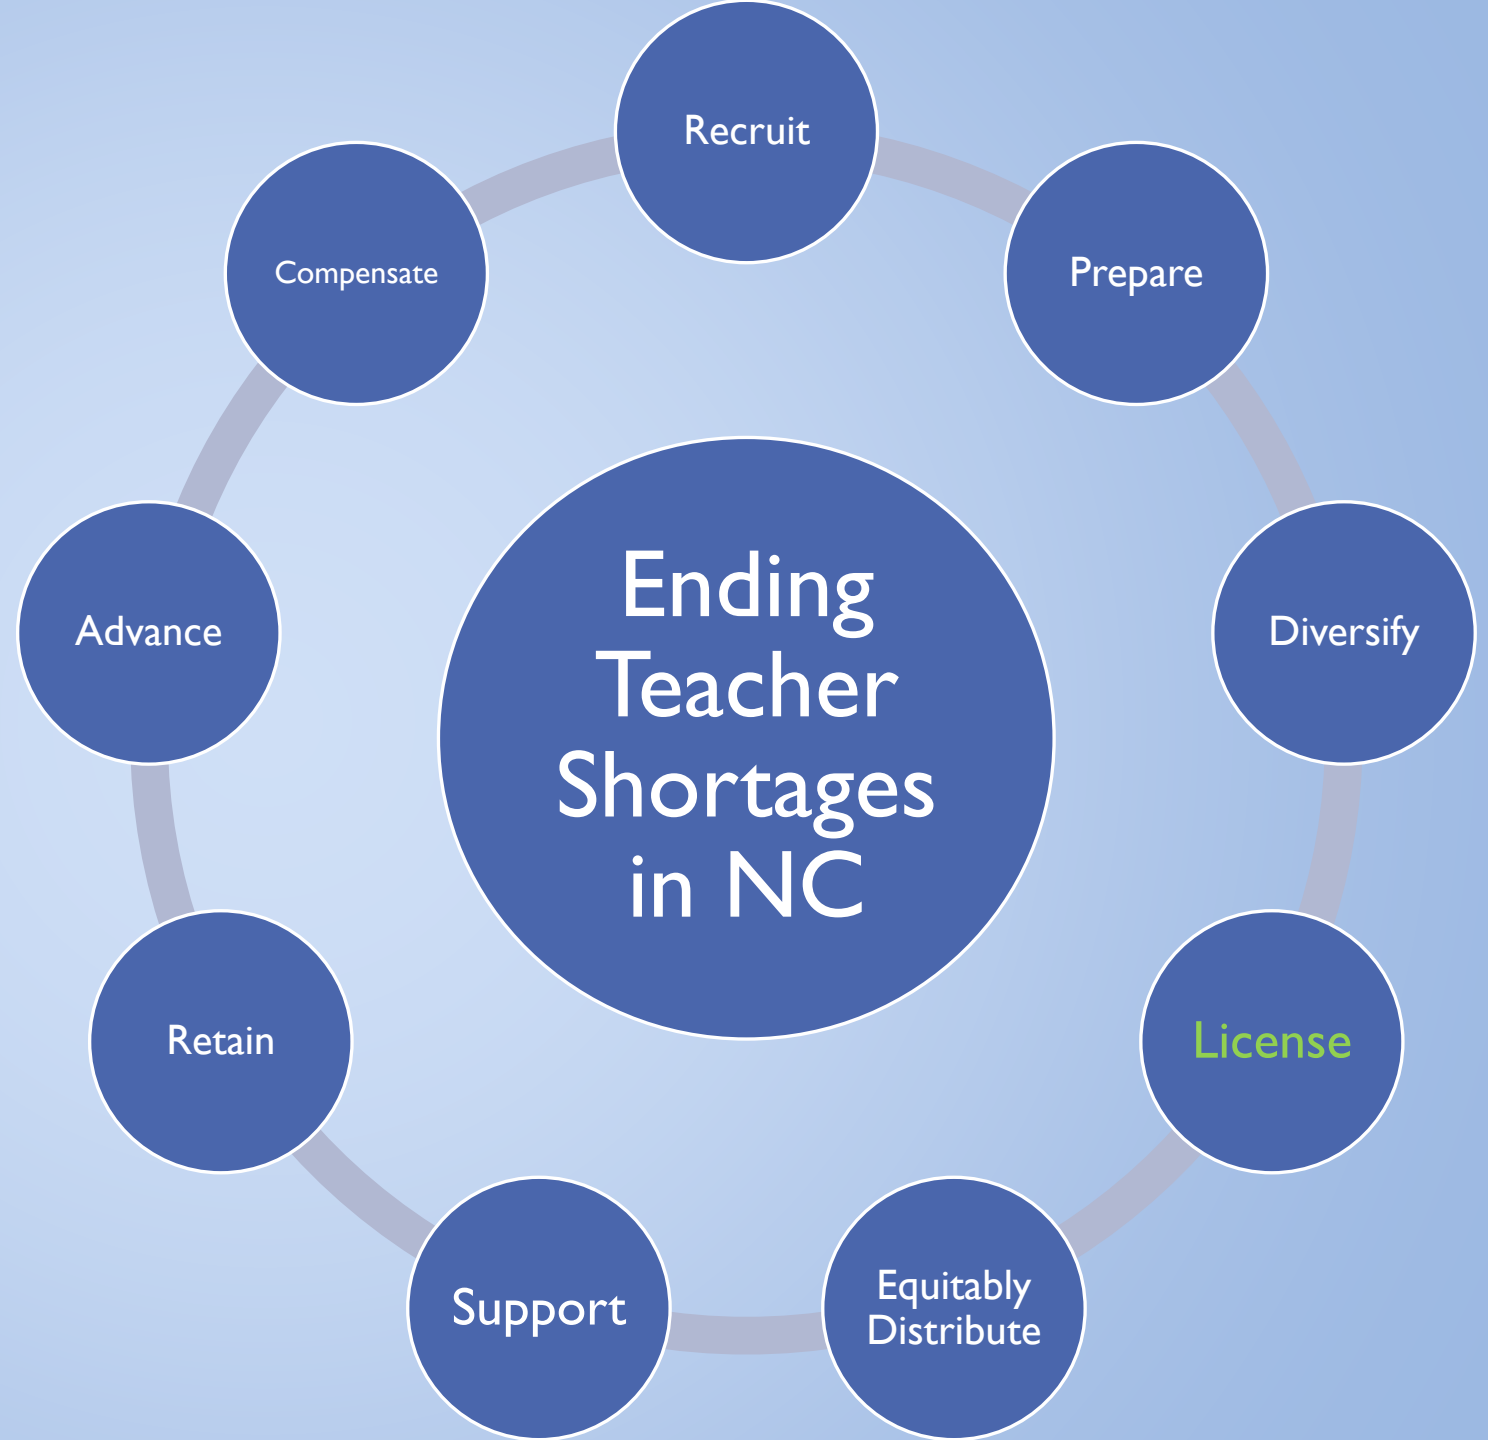 Recruit
Prepare
Diversify
License
Equitably
Distribute
Support
Retain
Advance
Compensate
Ending
Teacher
Shortages
in NC